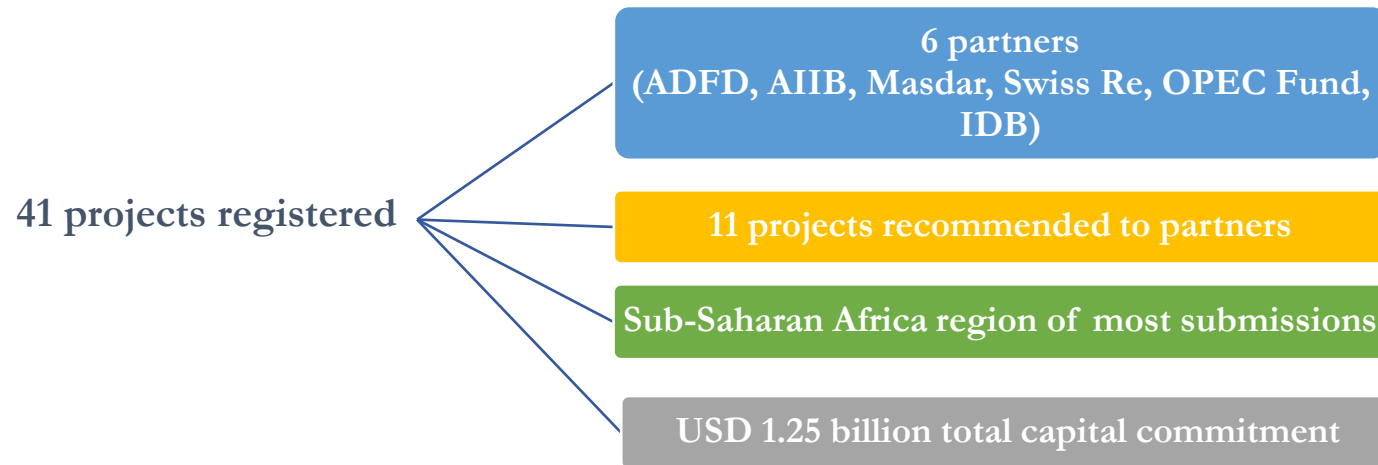 41 projects registered
6 partners
(ADFD, AIIB, Masdar, Swiss Re, OPEC Fund,
IDB)
11 projects recommended to partners
Sub-Saharan Africa region of most submissions
USD 1.25 billion total capital commitment